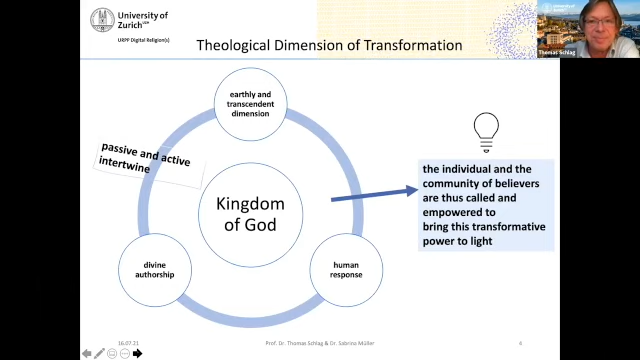 University of
Zurich UZH
URPP Digital Religion(s)
Thomas Schlag
Theological Dimension of Transformation
earthly and
transcendent
dimension
passive and active
intertwine
Kingdom
of God
divine
authorship
human
response
the individual and the
community of believers
are thus called and
empowered to
bring this transformative
power to light
16.07.21
Prof. Dr. Thomas Schlag & Dr. Sabrina Müller
4